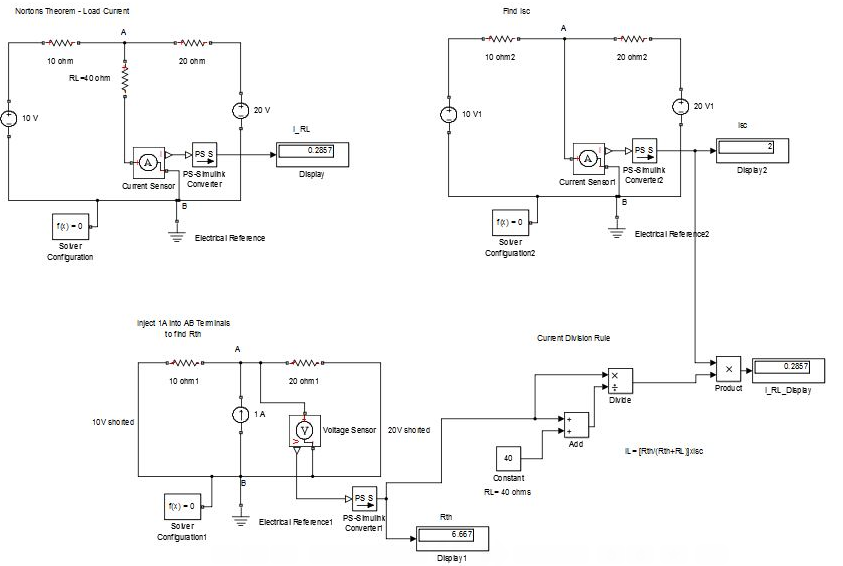 Nortons Theorem - Load Current
A
10 ohm
20 ohm
RL=40 ohm
10 V
20 V
I_RL
0.2857
Display
A
I
PS S
Current Sensor
PS-Simulink
Converter
B
f(x) = 0
Solver
Configuration
Electrical Reference
Find Isc
A
10 ohm2
20 ohm2
10 V1
20 V1
Isc
2
Display2
A
I
PS S
Current Sensor1
PS-Simulink
Converter2
B
f(x) = 0
Solver
Configuration2
Electrical Reference2
Inject 1A into AB Terminals
to find Rth
A
10 ohm1
20 ohm1
10V shorted
1 A
V
V
Voltage Sensor
20V shorted
B
f(x) = 0
Solver
Configuration1
Electrical Reference1
PS S
PS-Simulink
Converter1
Rth
6.667
Display1
Current Division Rule
×
÷
Divide
+
+
Add
40
Constant
RL= 40 ohms
×
Product
0.2857
I_RL_Display
IL = [Rth/(Rth+RL)]xIsc